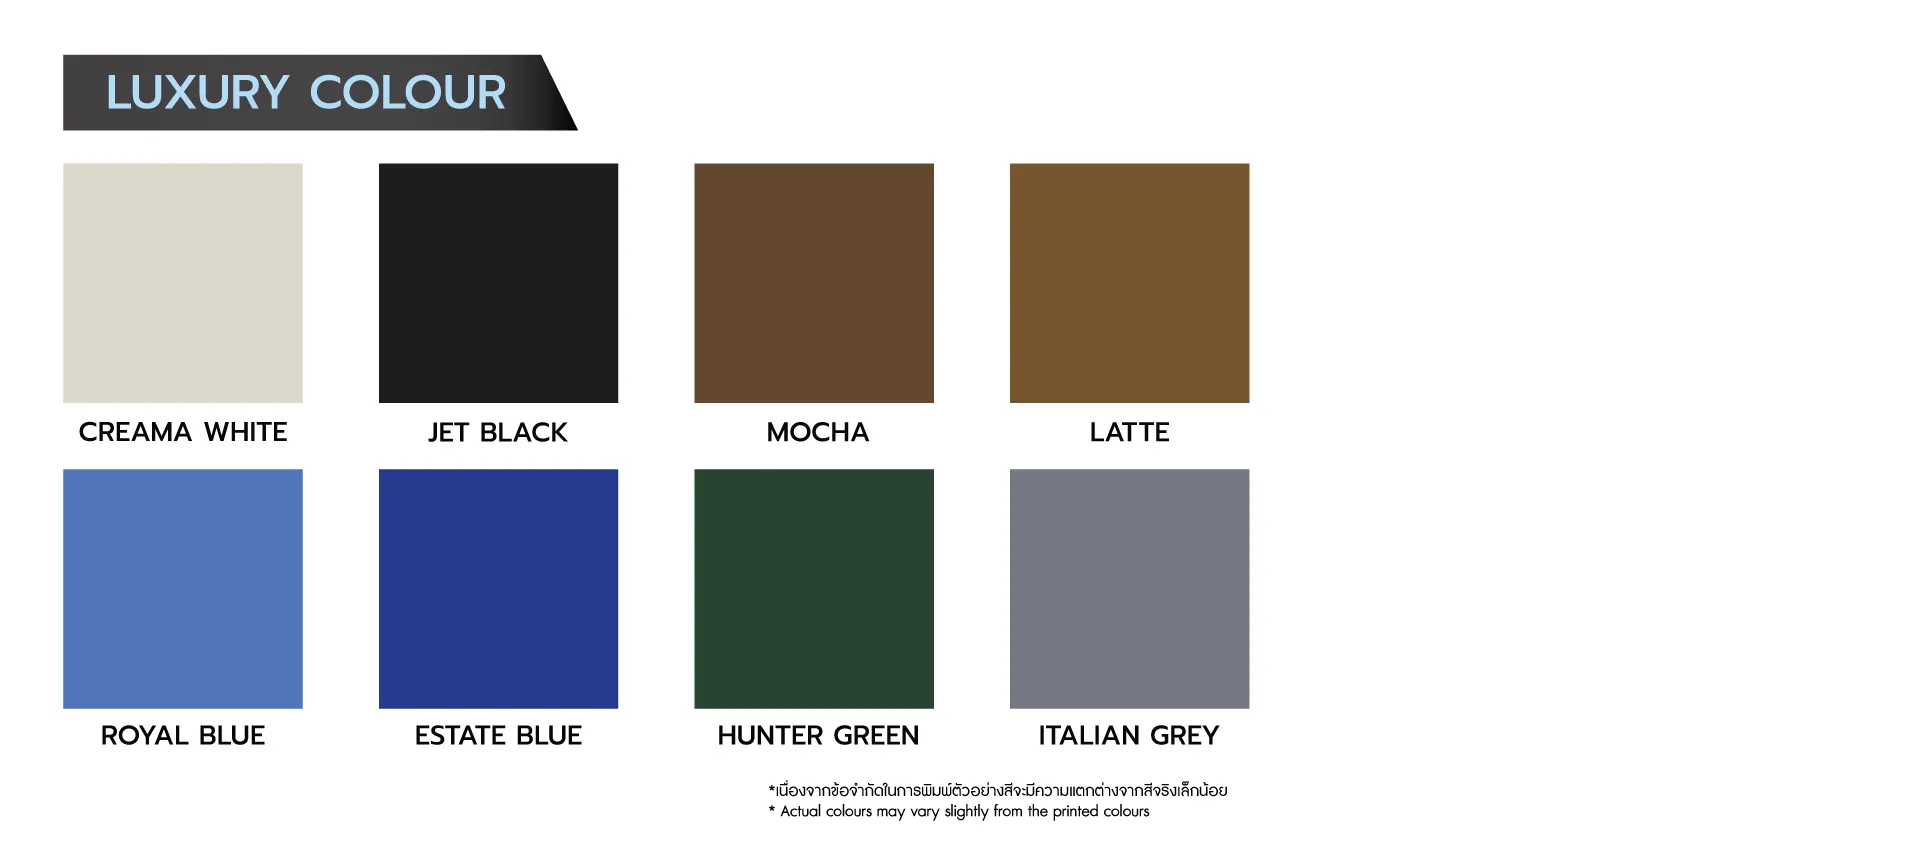 LUXURY COLOUR
CREAMA WHITE
JET BLACK
MOCHA
LATTE
ROYAL BLUE
ESTATE BLUE
HUNTER GREEN
ITALIAN GREY
*เนื่องจากข้อจำกัดในการพิมพ์ตัวอย่างสีจะมีความแตกต่างจากสีจริงเล็กน้อย
* Actual colours may vary slightly from the printed colours